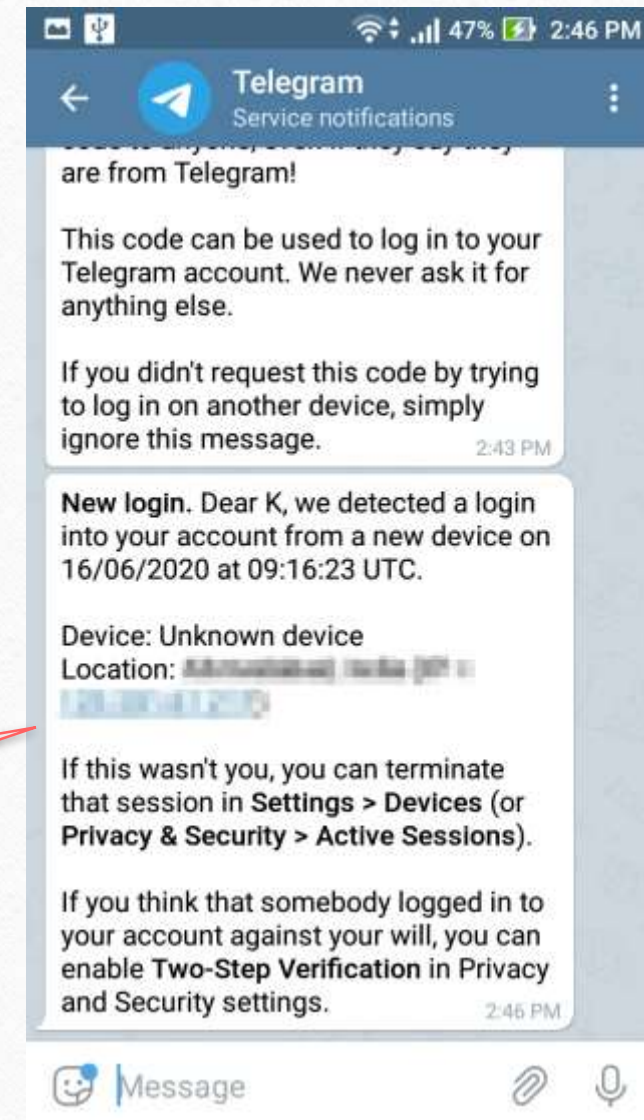 47% 2:46 PM
Telegram
Service notifications
are from Telegram!
This code can be used to log in to your
Telegram account. We never ask it for
anything else.
If you didn't request this code by trying
to log in on another device, simply
ignore this message.
2:43 PM
New login. Dear K, we detected a login
into your account from a new device on
16/06/2020 at 09:16:23 UTC.
Device: Unknown device
Location:
If this wasn't you, you can terminate
that session in Settings > Devices (or
Privacy & Security > Active Sessions).
If you think that somebody logged in to
your account against your will, you can
enable Two-Step Verification in Privacy
and Security settings.
2:46 PM
Message